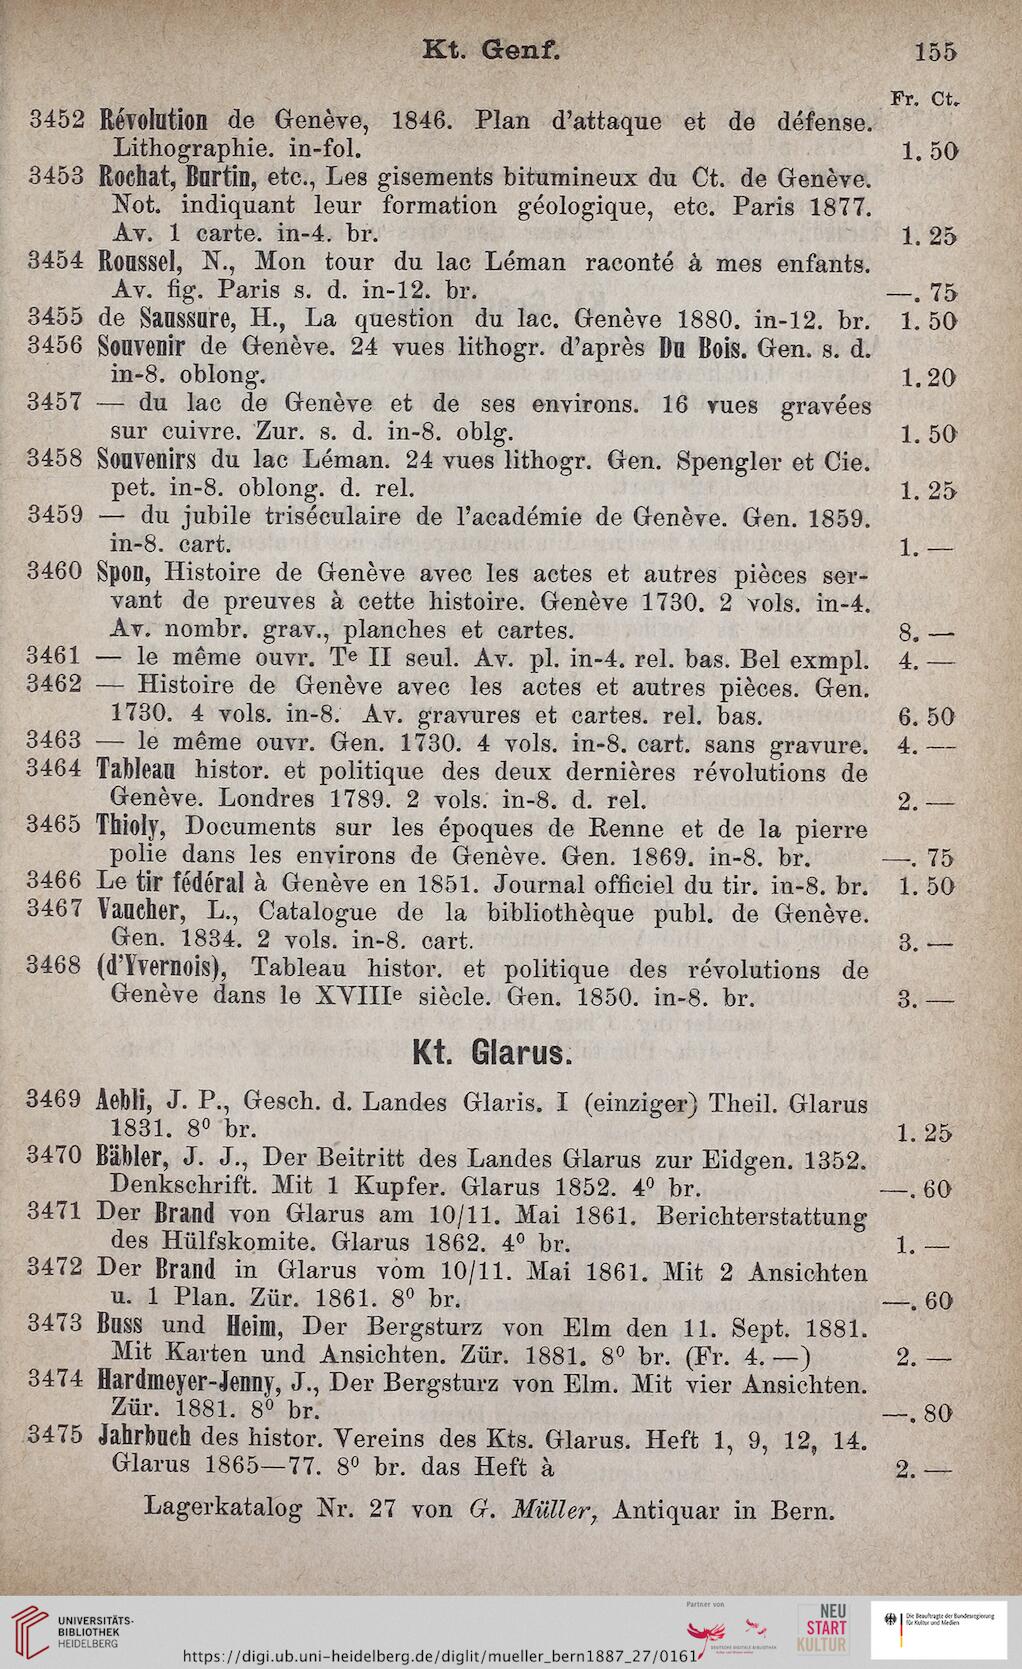 Kt. Genf. 155
Fr. Ct.
3452 Révolution de Genève, 1846. Plan d'attaque et de défense.
Lithographie. in-fol. 1. 50
3453 Rochat, Burtin, etc., Les gisements bitumineux du Ct. de Genève.
Not. indiquant leur formation géologique, etc. Paris 1877.
Av. 1 carte. in-4. br. 1. 25
3454 Roussel, N., Mon tour du lac Léman raconté à mes enfants.
Av. fig. Paris s. d. in-12. br. —. 75
3455 de Saussure, H., La question du lac. Genève 1880. in-12. br. 1. 50
3456 Souvenir de Genève. 24 vues lithogr. d'après Du Bois. Gen. s. d.
in-8. oblong. 1. 20
3457 — du lac de Genève et de ses environs. 16 vues gravées
sur cuivre. Zur. s. d. in-8. oblg. 1. 50
3458 Souvenirs du lac Léman. 24 vues lithogr. Gen. Spengler et Cie.
pet. in-8. oblong. d. rel. 1. 25
3459 — du jubile triséculaire de l'académie de Genève. Gen. 1859.
in-8. cart. 1. —
3460 Spon, Histoire de Genève avec les actes et autres pièces ser-
vant de preuves à cette histoire. Genève 1730. 2 vols. in-4.
Av. nombr. grav., planches et cartes. 8. —
3461 — le même ouvr. Te II seul. Av. pl. in-4. rel. bas. Bel exmpl. 4. —
3462 — Histoire de Genève avec les actes et autres pièces. Gen.
1730. 4 vols. in-8. Av. gravures et cartes. rel. bas. 6. 50
3463 — le même ouvr. Gen. 1730. 4 vols. in-8. cart. sans gravure. 4. —
3464 Tableau histor. et politique des deux dernières révolutions de
Genève. Londres 1789. 2 vols. in-8. d. rel. 2. —
3465 Thioly, Documents sur les époques de Renne et de la pierre
polie dans les environs de Genève. Gen. 1869. in-8. br. —. 75
3466 Le tir fédéral à Genève en 1851. Journal officiel du tir. in-8. br. 1. 50
3467 Vaucher, L., Catalogue de la bibliothèque publ. de Genève.
Gen. 1834. 2 vols. in-8. cart. 3. —
3468 (d'Yvernois), Tableau histor. et politique des révolutions de
Genève dans le XVIIIe siècle. Gen. 1850. in-8. br. 3. —
Kt. Glarus.
3469 Aebli, J. P., Gesch. d. Landes Glaris. I (einziger) Theil. Glarus
1831. 8⁰ br. 1. 25
3470 Bäbler, J. J., Der Beitritt des Landes Glarus zur Eidgen. 1352.
Denkschrift. Mit 1 Kupfer. Glarus 1852. 4⁰ br. —. 60
3471 Der Brand von Glarus am 10/11. Mai 1861. Berichterstattung
des Hülfskomite. Glarus 1862. 4⁰ br. 1. —
3472 Der Brand in Glarus vom 10/11. Mai 1861. Mit 2 Ansichten
u. 1 Plan. Zür. 1861. 8⁰ br. —. 60
3473 Buss und Heim, Der Bergsturz von Elm den 11. Sept. 1881.
Mit Karten und Ansichten. Zür. 1881. 8⁰ br. (Fr. 4. —) 2. —
3474 Hardmeyer-Jenny, J., Der Bergsturz von Elm. Mit vier Ansichten.
Zür. 1881. 8⁰ br. —. 80
3475 Jahrbuch des histor. Vereins des Kts. Glarus. Heft 1, 9, 12, 14.
Glarus 1865—77. 8⁰ br. das Heft à 2. —
Lagerkatalog Nr. 27 von G. Müller, Antiquar in Bern.
UNIVERSITÄTS-
BIBLIOTHEK
HEIDELBERG
https://digi.ub.uni-heidelberg.de/diglit/mueller_bern1887_27/0161
Partner von
DEUTSCHE DIGITALE BIBLIOTHEK
Kultur und Wissen online
NEU
START
KULTUR
Die Beauftragte der Bundesregierung
für Kultur und Medien